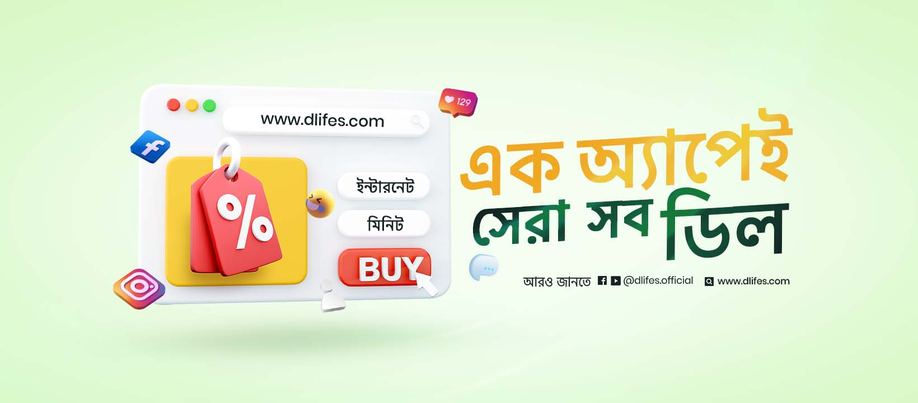 www.dlifes.com
129
ইন্টারনেট
মিনিট
%
BUY
এক অ্যাপেই
সেরা সব ডিল
আরও জানতে @dlifes.official www.dlifes.com